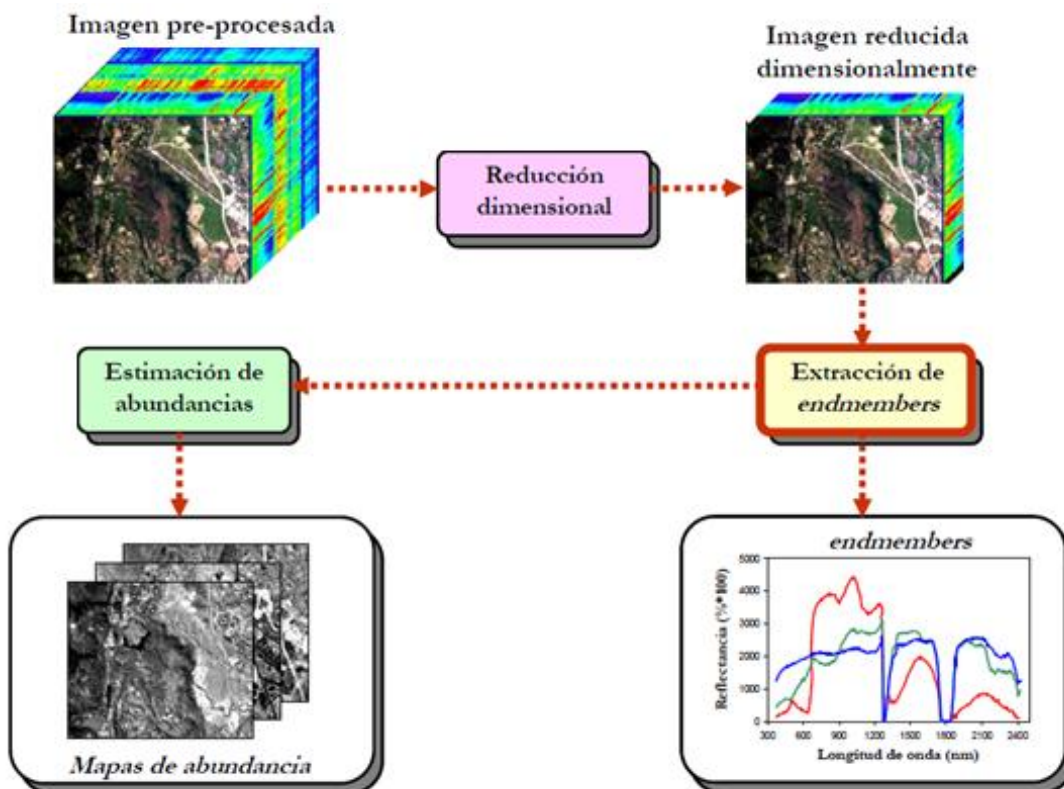 Imagen pre-procesada
Imagen reducida
dimensionalmente
Reducción
dimensional
Estimación de
abundancias
Extracción de
endmembers
Mapas de abundancia
endmembers
Reflectancia (%*100)
5000
4000
3000
2000
1000
0
300 600 900 1200 1500 1800 2100 2400
Longitud de onda (nm)